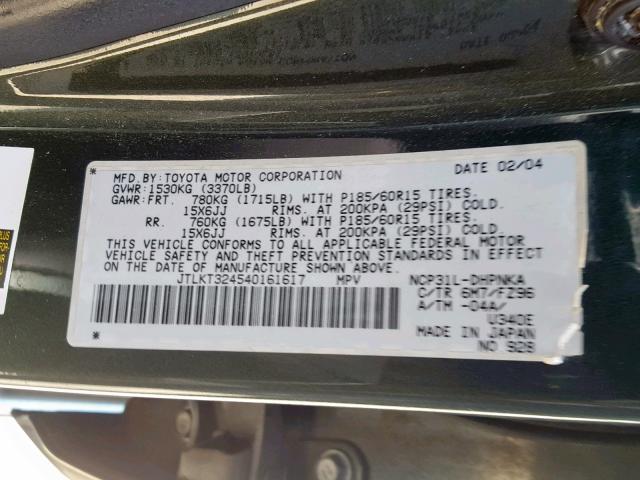 MFD.BY:TOYOTA MOTOR CORPORATION DATE 02/04
GVWR:1530KG (3370LB)
GAWR:FRT. 780KG (1715LB) WITH P185/60R15 TIRES.
15X6JJ RIMS. AT 200KPA (29PSI) COLD.
RR. 760KG (1675LB) WITH P185/60R15 TIRES.
15X6JJ RIMS. AT 200KPA (29PSI) COLD.
THIS VEHICLE CONFORMS TO ALL APPLICABLE FEDERAL MOTOR
VEHICLE SAFETY AND THEFT PREVENTION STANDARDS IN EFFECT
ON THE DATE OF MANUFACTURE SHOWN ABOVE.
JTLKT324540161617 MPV NCP31L-DHPNKA
C/TR 6M7/FZ96
A/TM -04A/
U340E
MADE IN JAPAN
NO 928